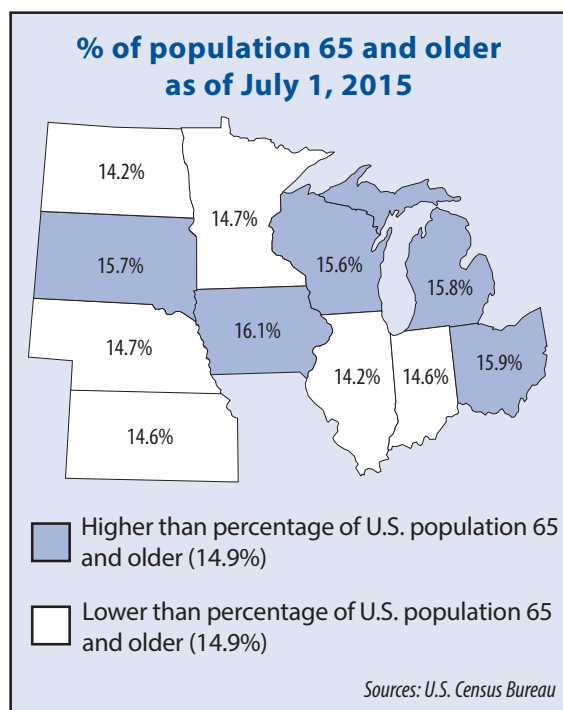 % of population 65 and older
as of July 1, 2015
14.2%
14.7%
15.7%
15.6%
15.8%
16.1%
14.7%
14.2%
14.6%
15.9%
14.6%
Higher than percentage of U.S. population 65
and older (14.9%)
Lower than percentage of U.S. population 65
and older (14.9%)
Sources: U.S. Census Bureau